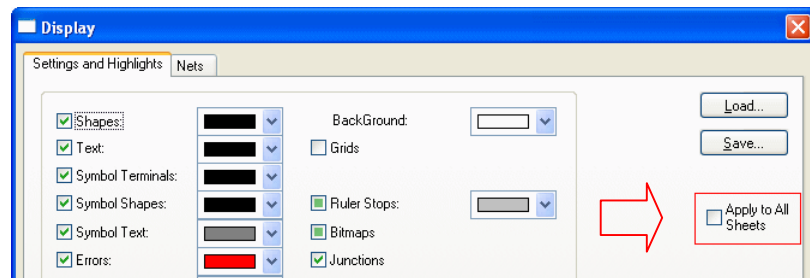 Display
Settings and Highlights Nets
Shapes: BackGround: Load...
Text: Grids Save...
Symbol Terminals:
Symbol Shapes: Ruler Stops: Apply to All
Sheets
Symbol Text: Bitmaps
Errors: Junctions